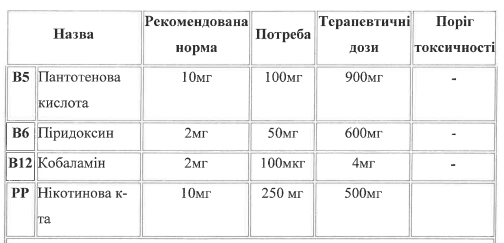 Назва Рекомендована норма Потреба Терапевтичні дози Поріг токсичності
B5 Пантотенова кислота 10мг 100мг 900мг -
B6 Піридоксин 2мг 50мг 600мг -
B12 Кобаламін 2мг 100мкг 4мг -
PP Нікотинова к-та 10мг 250 мг 500мг